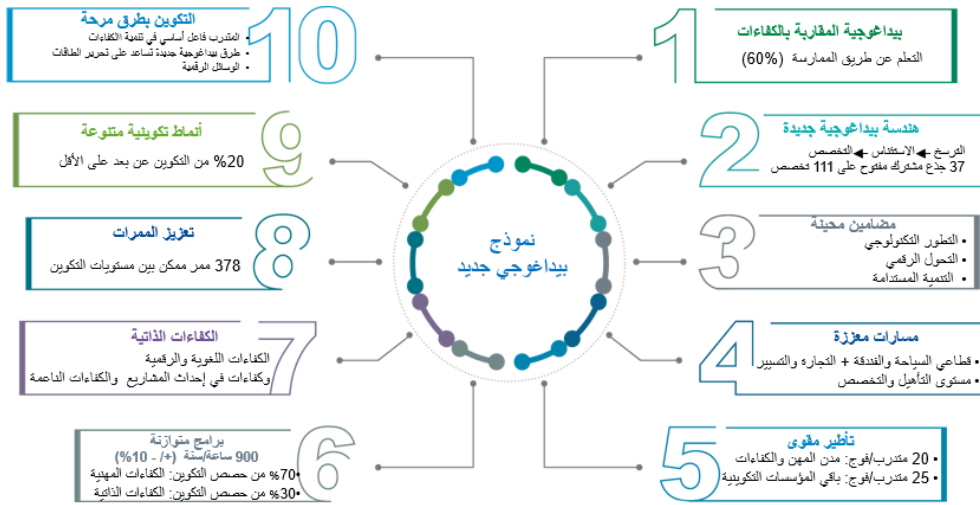 نموذج
بيداغوجي جديد
1
بيداغوجية المقاربة بالكفاءات
التعلم عن طريق الممارسة (60%)
2
هندسة بيداغوجية جديدة
الترسخ ← الاستئناس ← التخصص
37 جذع مشترك مفتوح على 111 تخصص
3
مضامين محينة
• التطور التكنولوجي
• التحول الرقمي
• التنمية المستدامة
4
مسارات معززة
• قطاعي السياحة والفندقة + التجارة والتسيير
• مستوى التأهيل والتخصص
5
تأطير مقوى
• 20 متدرب/فوج: مدن المهن والكفاءات
• 25 متدرب/فوج: باقي المؤسسات التكوينية
6
برامج متوازنة
900 ساعة/سنة (+/- 10%)
• 70% من حصص التكوين: الكفاءات المهنية
• 30% من حصص التكوين: الكفاءات الذاتية
7
الكفاءات الذاتية
الكفاءات اللغوية والرقمية
وكفاءات في إحداث المشاريع والكفاءات الناعمة
8
تعزيز الممرات
378 ممر ممكن بين مستويات التكوين
9
أنماط تكوينية متنوعة
20% من التكوين عن بعد على الأقل
10
التكوين بطرق مرحة
• المتدرب فاعل أساسي في تنمية الكفاءات
• طرق بيداغوجية جديدة تساعد على تحرير الطاقات
• الوسائل الرقمية